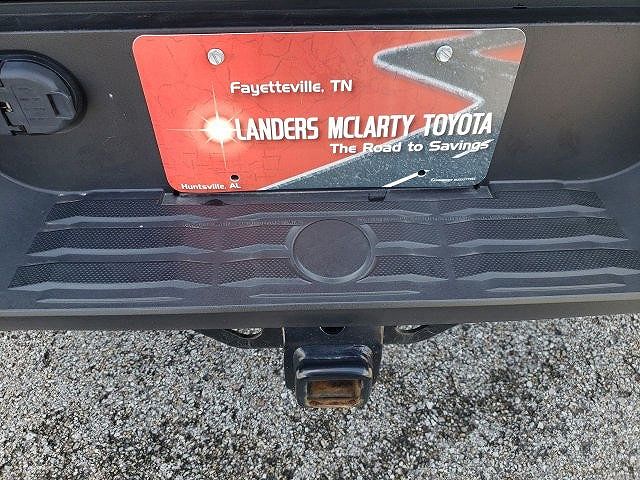 Fayetteville, TN
LANDERS MCLARTY TOYOTA
The Road to Savings
Huntsville, AL